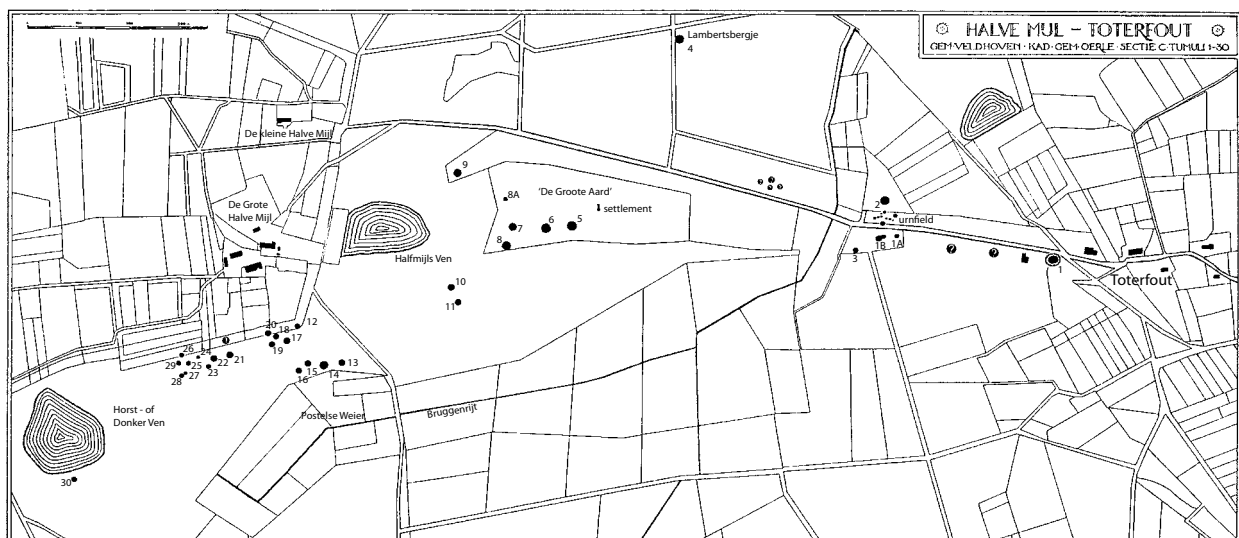 HALVE MIJL – TOTERFOUT
GEM·VELDHOVEN · KAD·GEM·OERLE · SECTIE C·TUMULI 1-30
Lambertsbergje
4
De kleine Halve Mijl
9
8A
'De Groote Aard'
settlement
De Grote
Halve Mijl
7
6
5
8
2
urnfield
1B
1A
3
?
?
1
Toterfout
Halfmijls Ven
10
11
12
20
18
17
19
26
24
22
21
29
25
23
28
27
13
14
15
16
Horst - of
Donker Ven
Postelse Weier
Bruggenrijt
30